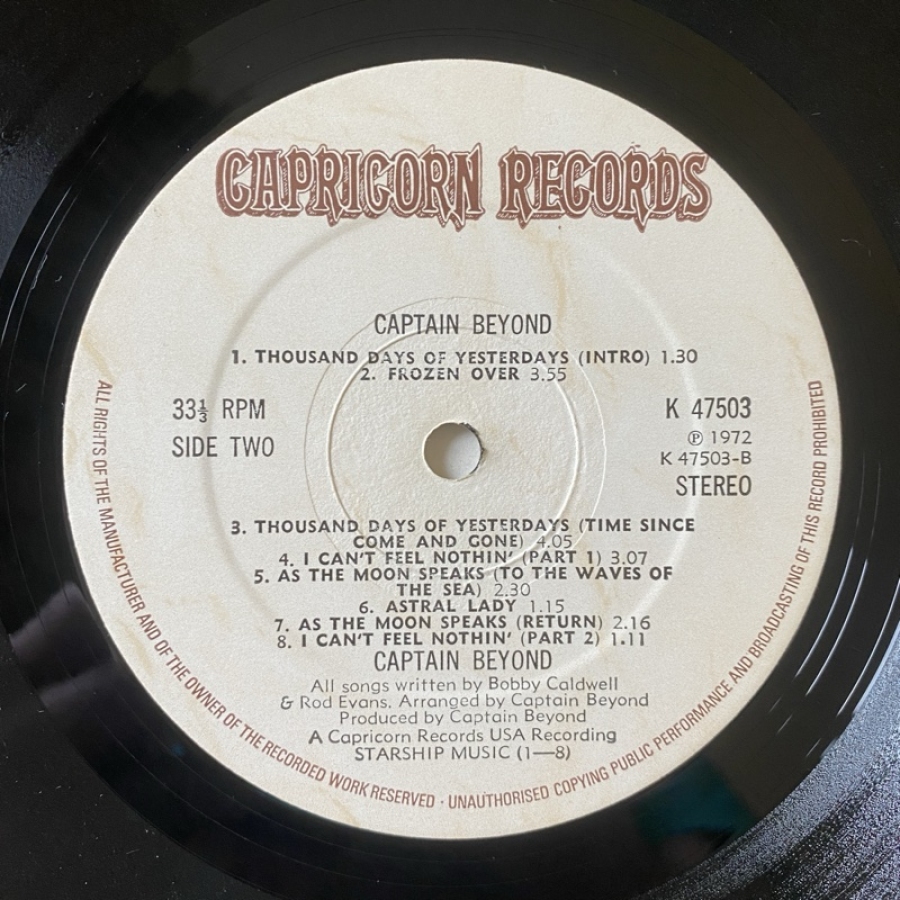 CAPRICORN RECORDS
CAPTAIN BEYOND
1. THOUSAND DAYS OF YESTERDAYS (INTRO) 1.30
2. FROZEN OVER 3.55
33⅓ RPM
SIDE TWO
K 47503
℗ 1972
K 47503-B
STEREO
3. THOUSAND DAYS OF YESTERDAYS (TIME SINCE
COME AND GONE) 4.05
4. I CAN'T FEEL NOTHIN' (PART 1) 3.07
5. AS THE MOON SPEAKS (TO THE WAVES OF
THE SEA) 2.30
6. ASTRAL LADY 1.15
7. AS THE MOON SPEAKS (RETURN) 2.16
8. I CAN'T FEEL NOTHIN' (PART 2) 1.11
CAPTAIN BEYOND
All songs written by Bobby Caldwell
& Rod Evans. Arranged by Captain Beyond
Produced by Captain Beyond
A Capricorn Records USA Recording
STARSHIP MUSIC (1—8)
ALL RIGHTS OF THE MANUFACTURER AND OF THE OWNER OF THE RECORDED WORK RESERVED · UNAUTHORISED COPYING PUBLIC PERFORMANCE AND BROADCASTING OF THIS RECORD PROHIBITED